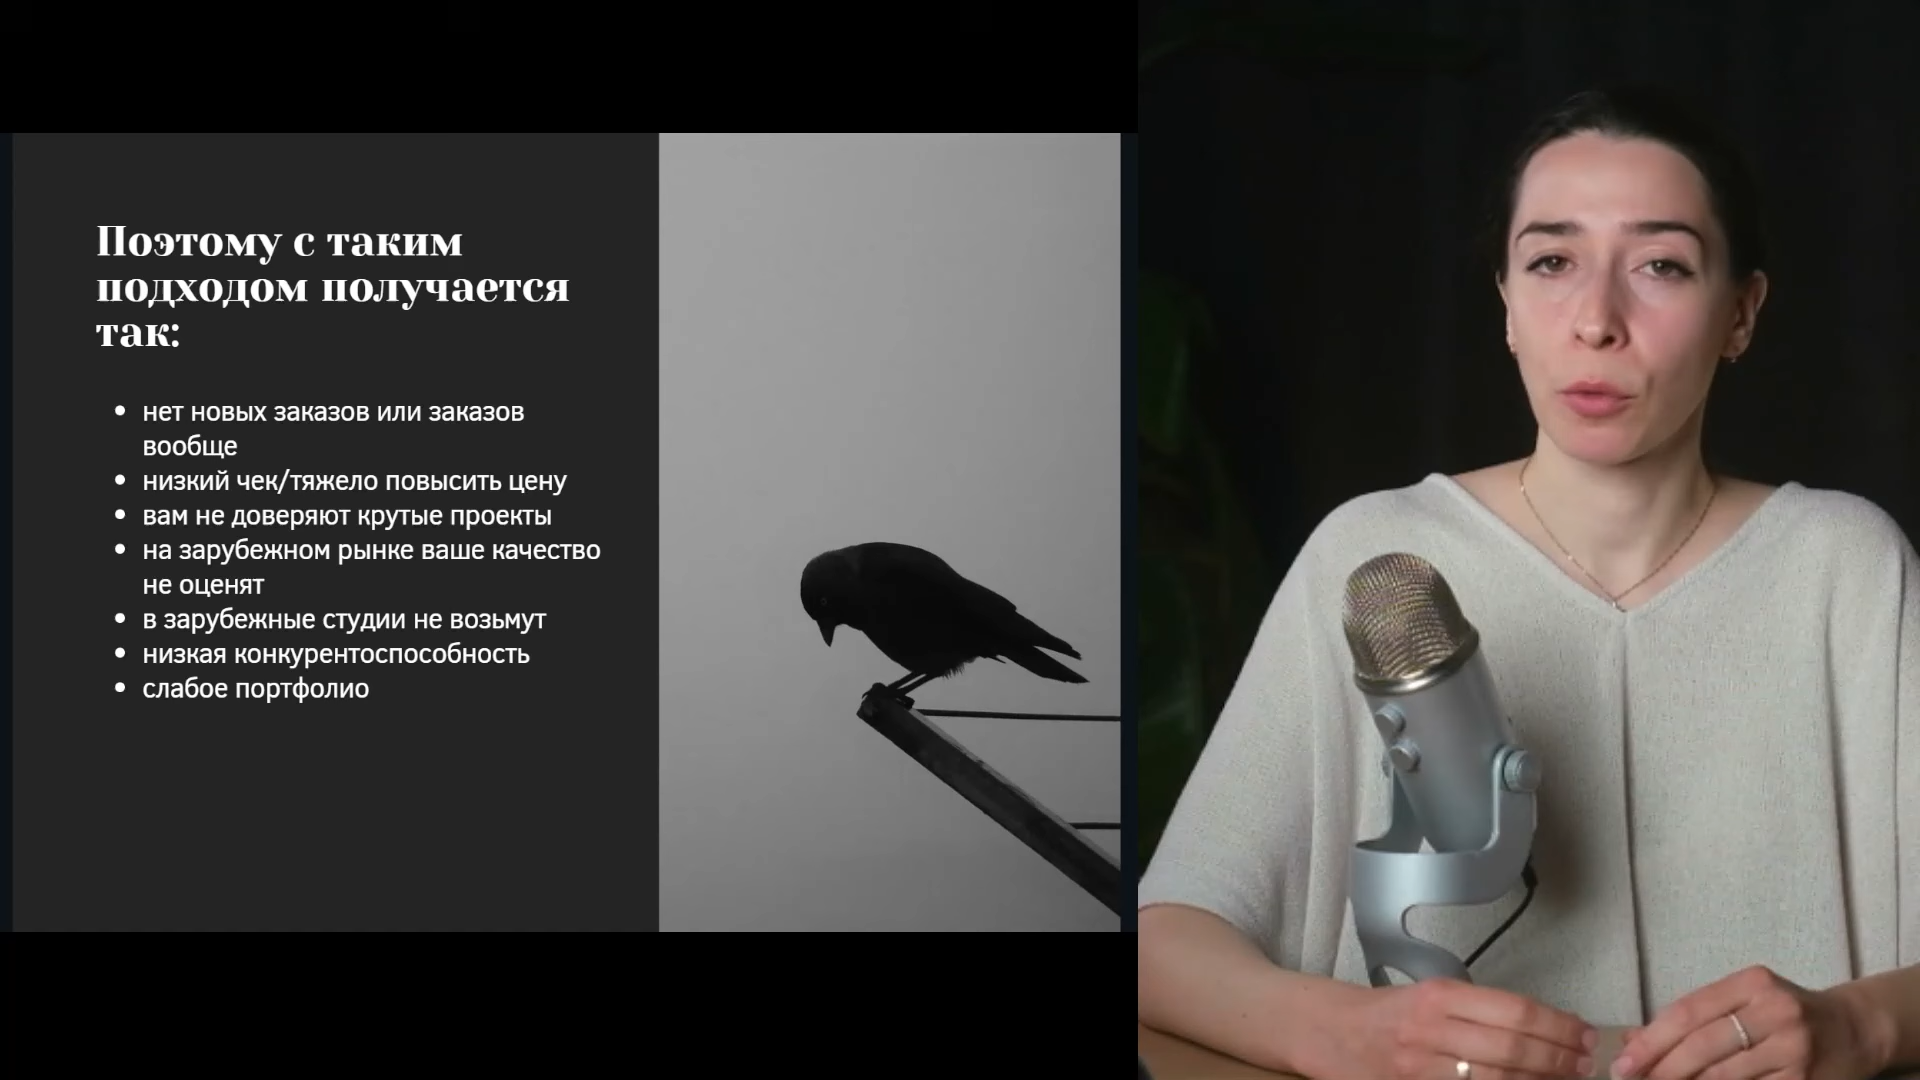 Поэтому с таким
подходом получается
так:
• нет новых заказов или заказов
вообще
• низкий чек/тяжело повысить цену
• вам не доверяют крутые проекты
• на зарубежном рынке ваше качество
не оценят
• в зарубежные студии не возьмут
• низкая конкурентоспособность
• слабое портфолио